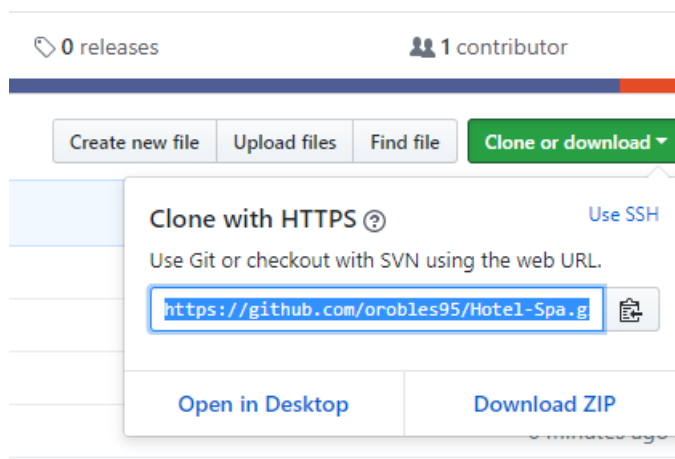 0 releases 1 contributor
Create new file Upload files Find file Clone or download
Clone with HTTPS Use SSH
Use Git or checkout with SVN using the web URL.
https://github.com/orobles95/Hotel-Spa.g
Open in Desktop Download ZIP
minutes ago